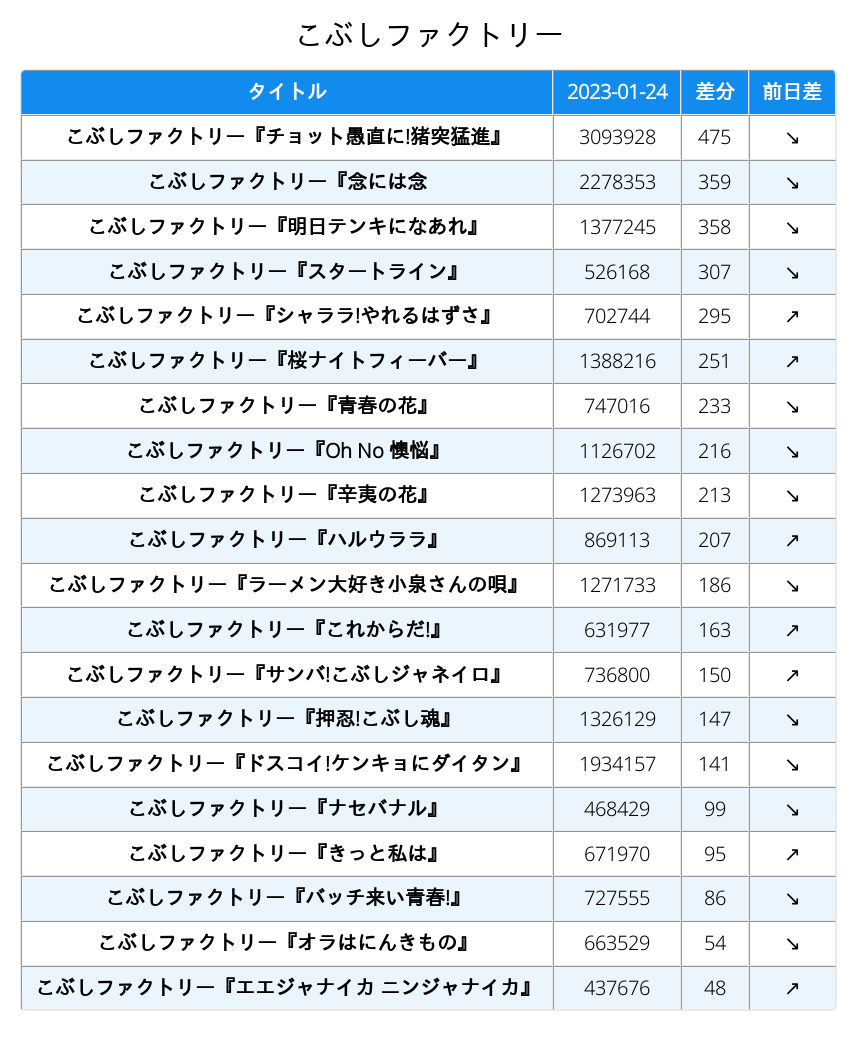 こぶしファクトリー
タイトル 2023-01-24 差分 前日差
こぶしファクトリー『チョット愚直に!猪突猛進』 3093928 475 ↘
こぶしファクトリー『念には念 2278353 359 ↘
こぶしファクトリー『明日テンキになあれ』 1377245 358 ↘
こぶしファクトリー『スタートライン』 526168 307 ↘
こぶしファクトリー『シャララ!やれるはずさ』 702744 295 ↗
こぶしファクトリー『桜ナイトフィーバー』 1388216 251 ↗
こぶしファクトリー『青春の花』 747016 233 ↘
こぶしファクトリー『Oh No 懊悩』 1126702 216 ↘
こぶしファクトリー『辛夷の花』 1273963 213 ↘
こぶしファクトリー『ハルウララ』 869113 207 ↗
こぶしファクトリー『ラーメン大好き小泉さんの唄』 1271733 186 ↘
こぶしファクトリー『これからだ!』 631977 163 ↗
こぶしファクトリー『サンバ!こぶしジャネイロ』 736800 150 ↗
こぶしファクトリー『押忍!こぶし魂』 1326129 147 ↘
こぶしファクトリー『ドスコイ!ケンキョにダイタン』 1934157 141 ↘
こぶしファクトリー『ナセバナル』 468429 99 ↘
こぶしファクトリー『きっと私は』 671970 95 ↗
こぶしファクトリー『バッチ来い青春!』 727555 86 ↘
こぶしファクトリー『オラはにんきもの』 663529 54 ↘
こぶしファクトリー『エエジャナイカ ニンジャナイカ』 437676 48 ↗